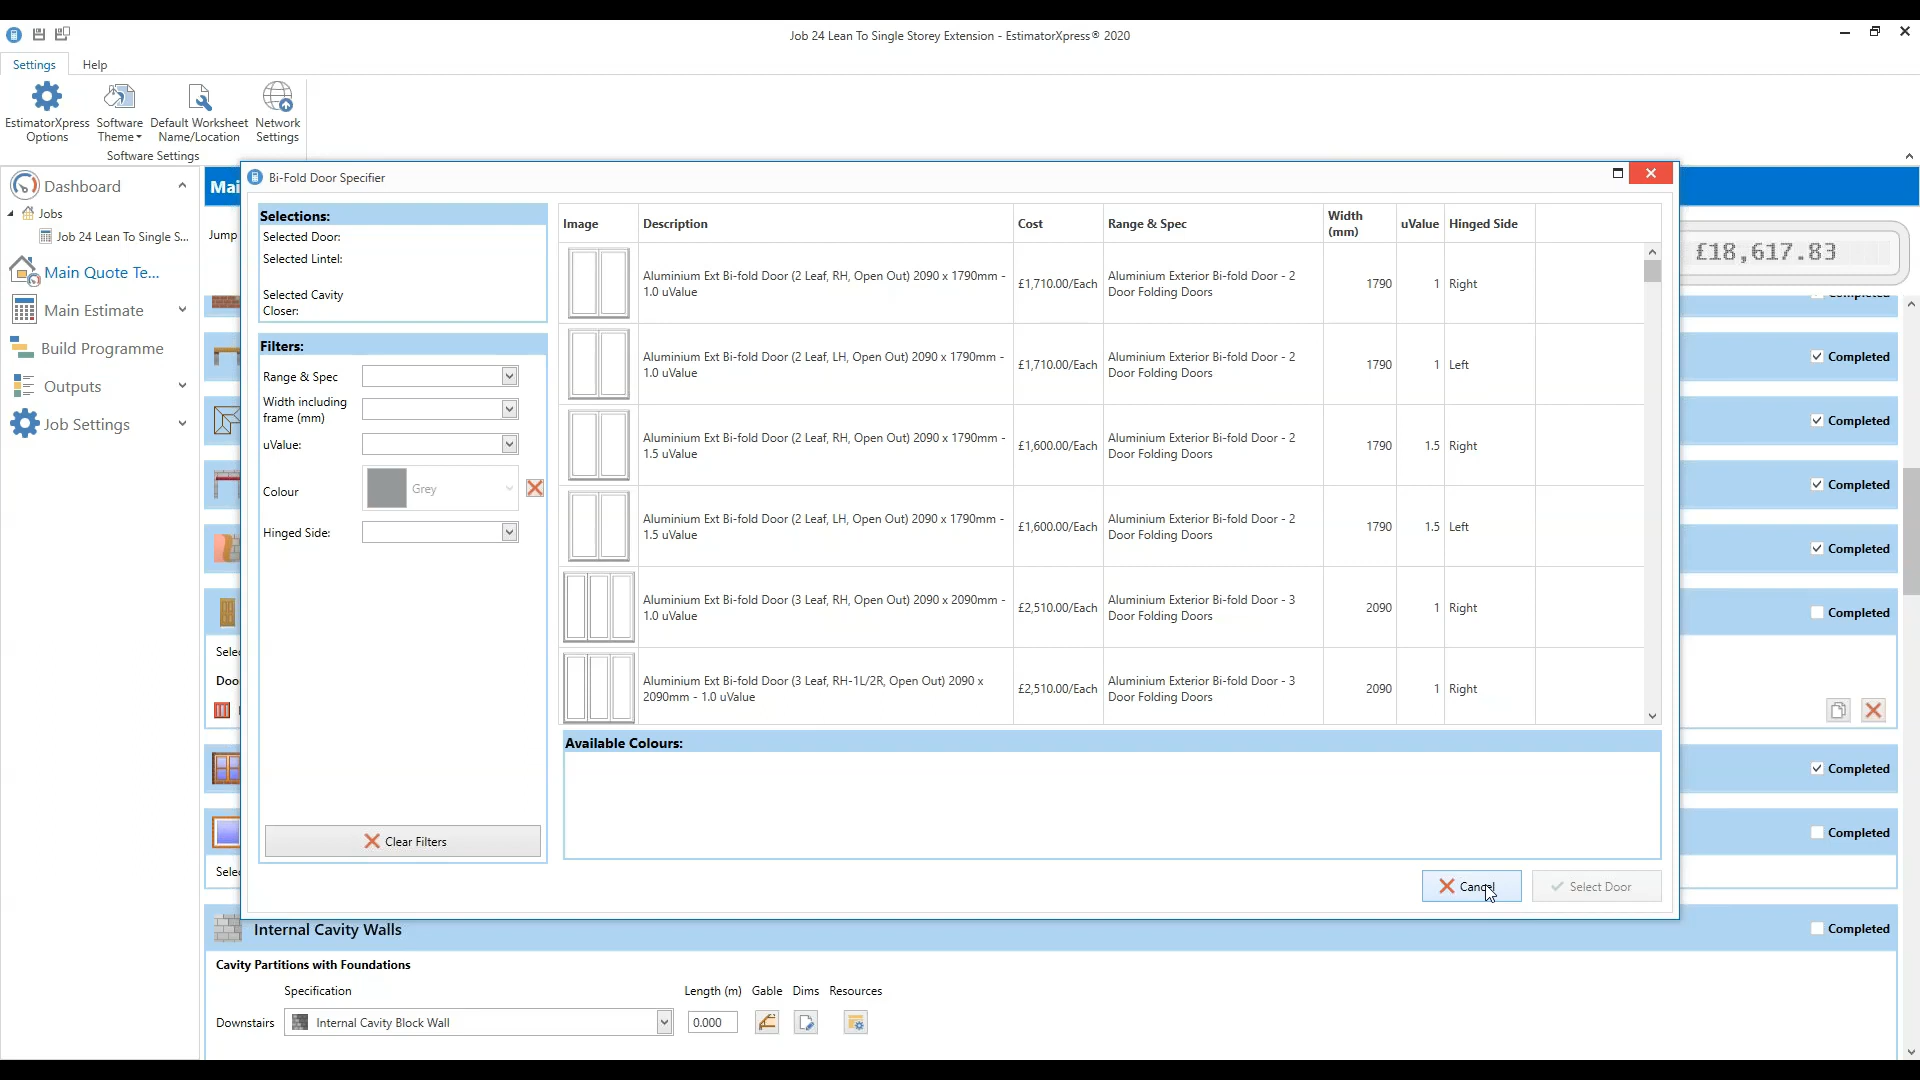 Job 24 Lean To Single Storey Extension - EstimatorXpress® 2020
Settings
Help
EstimatorXpress
Options
Software
Theme
Default Worksheet
Name/Location
Network
Settings
Software Settings
Dashboard
Jobs
Job 24 Lean To Single S...
Main Quote Te...
Main Estimate
Build Programme
Outputs
Job Settings
Mai
Jump
£18,617.83
Bi-Fold Door Specifier
Selections:
Selected Door:
Selected Lintel:
Selected Cavity
Closer:
Filters:
Range & Spec
Width including
frame (mm)
uValue:
Colour
Grey
Hinged Side:
Clear Filters
Image
Description
Cost
Range & Spec
Width
(mm)
uValue
Hinged Side
Aluminium Ext Bi-fold Door (2 Leaf, RH, Open Out) 2090 x 1790mm -
1.0 uValue
£1,710.00/Each
Aluminium Exterior Bi-fold Door - 2
Door Folding Doors
1790
1
Right
Aluminium Ext Bi-fold Door (2 Leaf, LH, Open Out) 2090 x 1790mm -
1.0 uValue
£1,710.00/Each
Aluminium Exterior Bi-fold Door - 2
Door Folding Doors
1790
1
Left
Aluminium Ext Bi-fold Door (2 Leaf, RH, Open Out) 2090 x 1790mm -
1.5 uValue
£1,600.00/Each
Aluminium Exterior Bi-fold Door - 2
Door Folding Doors
1790
1.5
Right
Aluminium Ext Bi-fold Door (2 Leaf, LH, Open Out) 2090 x 1790mm -
1.5 uValue
£1,600.00/Each
Aluminium Exterior Bi-fold Door - 2
Door Folding Doors
1790
1.5
Left
Aluminium Ext Bi-fold Door (3 Leaf, RH, Open Out) 2090 x 2090mm -
1.0 uValue
£2,510.00/Each
Aluminium Exterior Bi-fold Door - 3
Door Folding Doors
2090
1
Right
Aluminium Ext Bi-fold Door (3 Leaf, RH-1L/2R, Open Out) 2090 x
2090mm - 1.0 uValue
£2,510.00/Each
Aluminium Exterior Bi-fold Door - 3
Door Folding Doors
2090
1
Right
Available Colours:
Cancel
Select Door
Completed
Completed
Completed
Completed
Completed
Completed
Completed
Completed
Selec
Doo
Selec
Internal Cavity Walls
Completed
Cavity Partitions with Foundations
Specification
Length (m)
Gable
Dims
Resources
Downstairs
Internal Cavity Block Wall
0.000